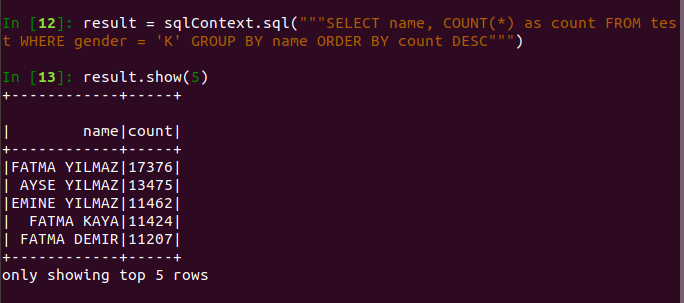 In [12]: result = sqlContext.sql("""SELECT name, COUNT(*) as count FROM tes
t WHERE gender = 'K' GROUP BY name ORDER BY count DESC""")
In [13]: result.show(5)
+------------+-----+
|        name|count|
+------------+-----+
|FATMA YILMAZ|17376|
| AYSE YILMAZ|13475|
|EMINE YILMAZ|11462|
|  FATMA KAYA|11424|
| FATMA DEMIR|11207|
+------------+-----+
only showing top 5 rows